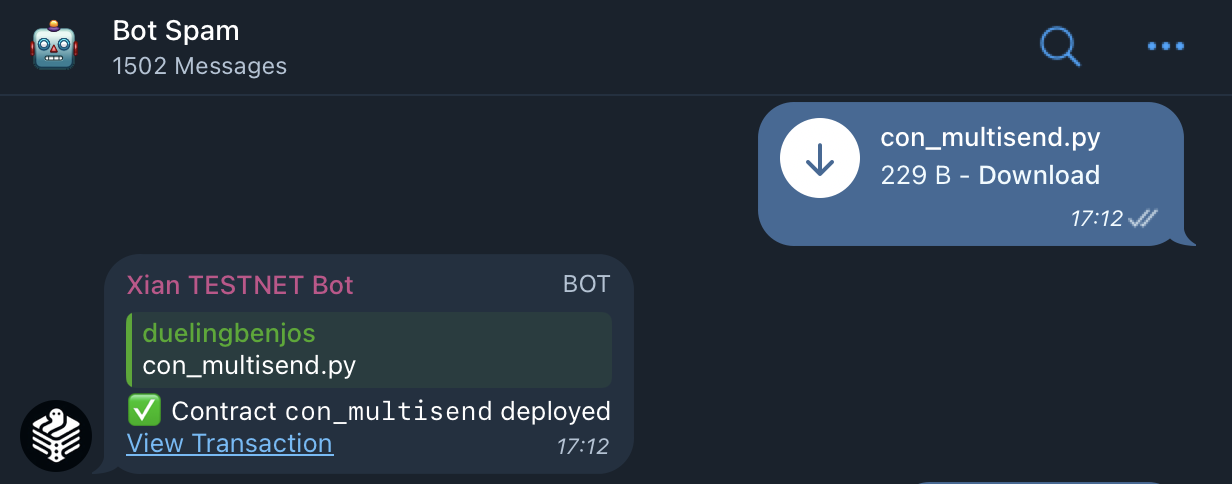 Bot Spam
1502 Messages
con_multisend.py
229 B - Download
17:12
Xian TESTNET Bot BOT
duelingbenjos
con_multisend.py
✅ Contract con_multisend deployed
View Transaction 17:12